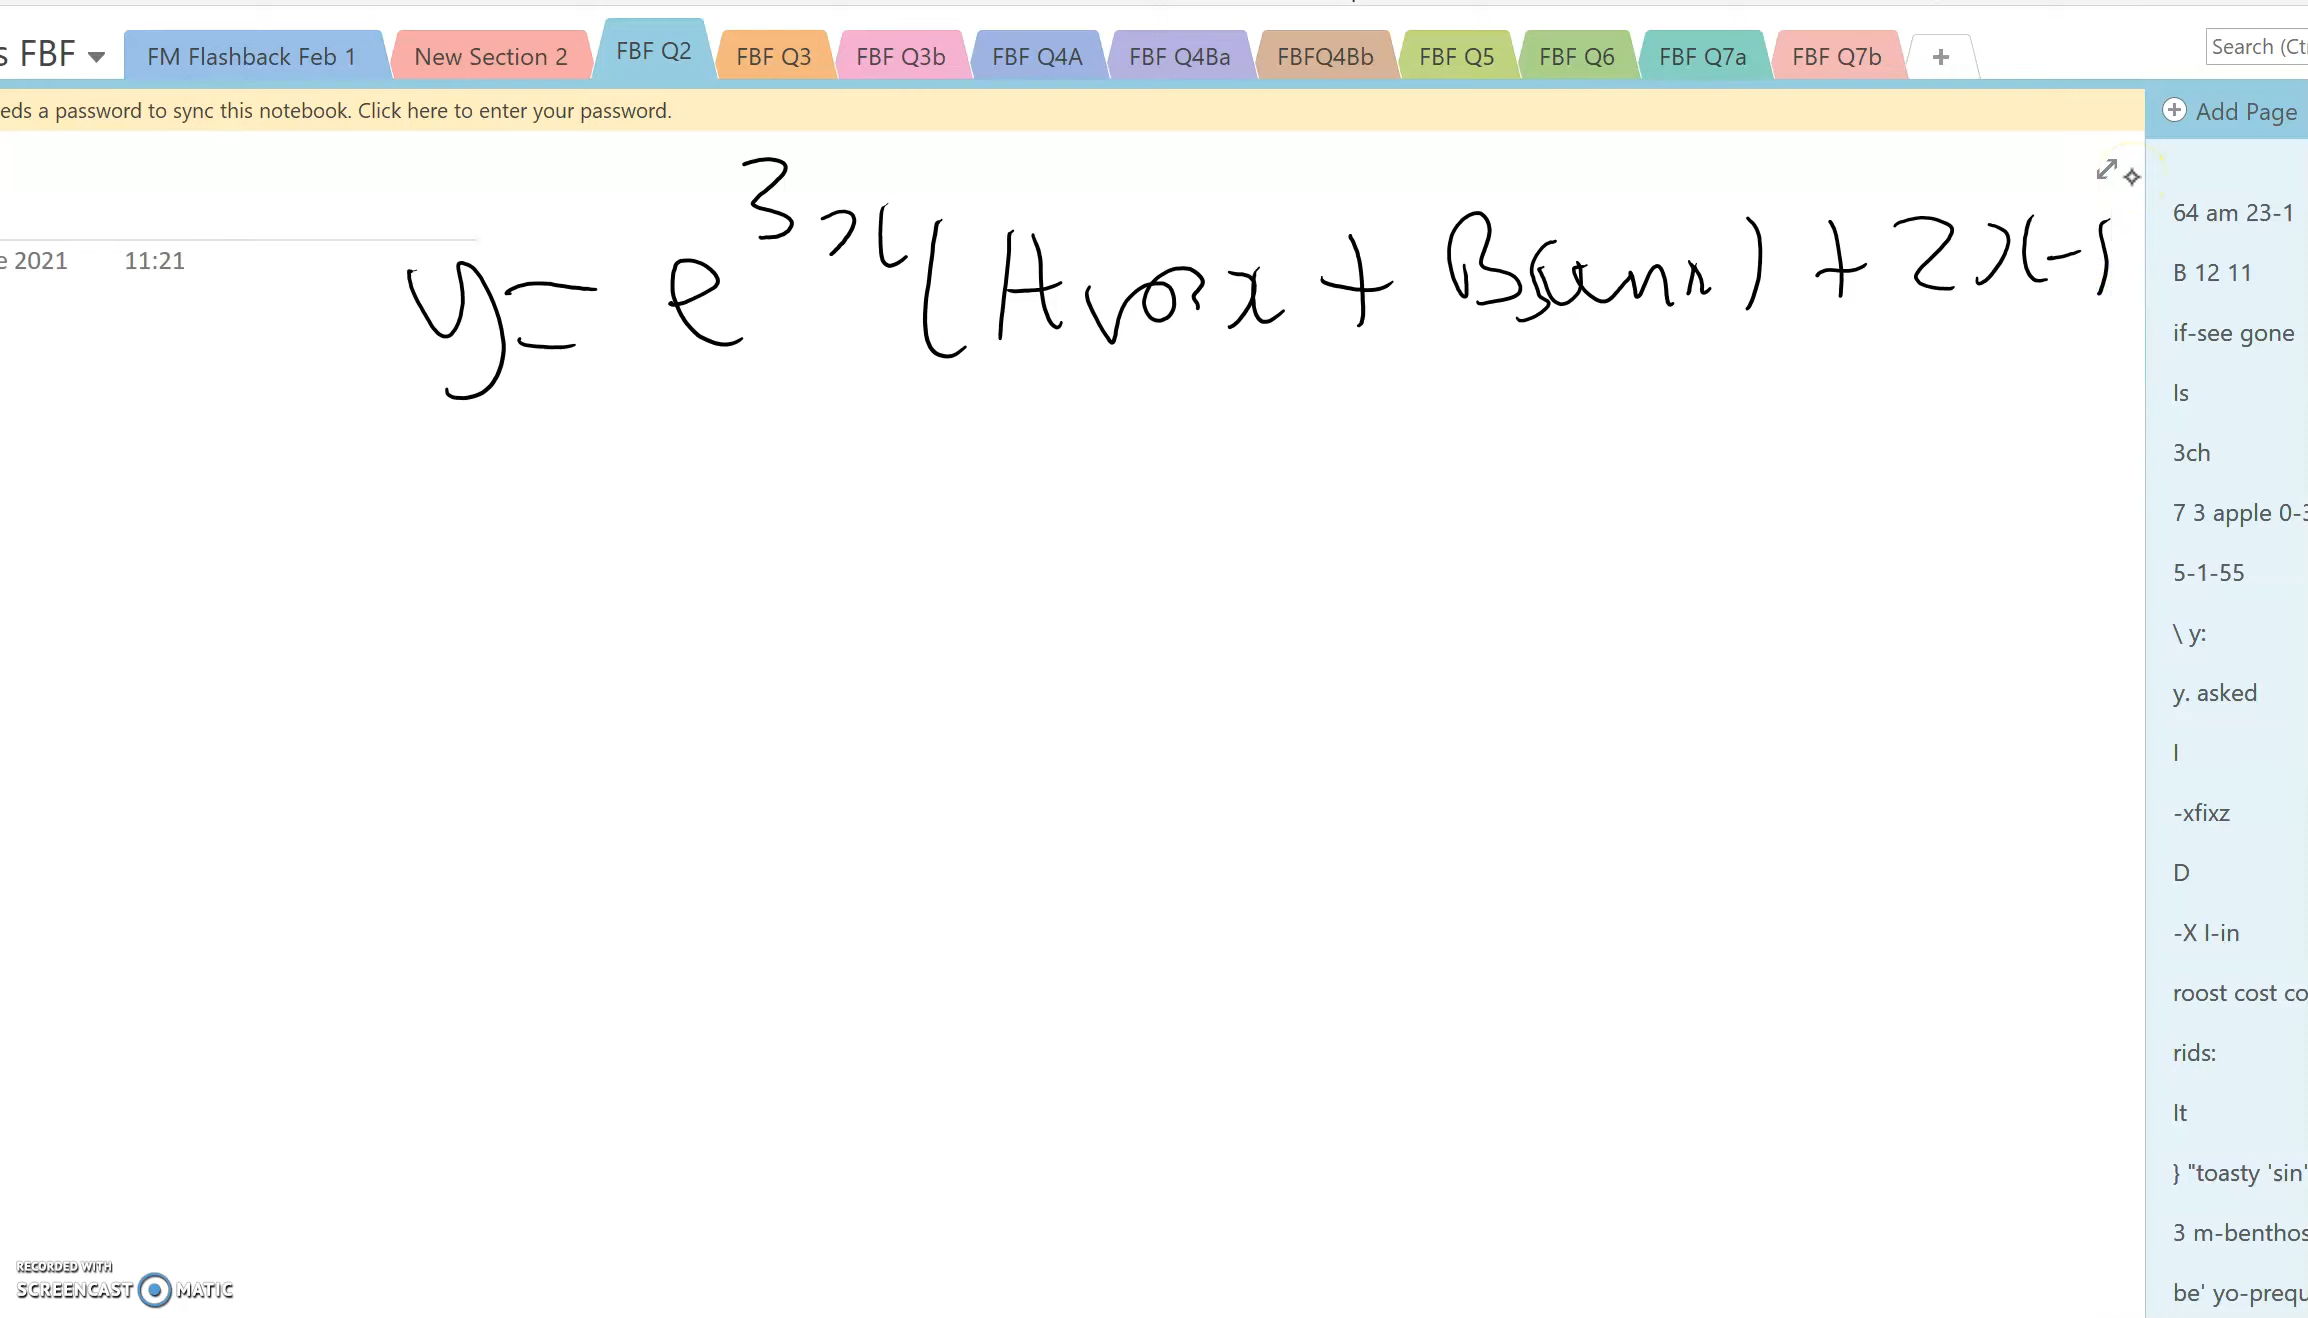 s FBF
FM Flashback Feb 1
New Section 2
FBF Q2
FBF Q3
FBF Q3b
FBF Q4A
FBF Q4Ba
FBFQ4Bb
FBF Q5
FBF Q6
FBF Q7a
FBF Q7b
+
Search (Ct
eds a password to sync this notebook. Click here to enter your password.
Add Page
e 2021 11:21
y = e^3x (A cos x + B sin x) + 2x - 1
64 am 23-1
B 12 11
if-see gone
ls
3ch
7 3 apple 0-3
5-1-55
\ y:
y. asked
I
-xfixz
D
-X I-in
roost cost co
rids:
It
} "toasty 'sin'
3 m-benthos
be' yo-prequ
RECORDED WITH
SCREENCAST MATIC